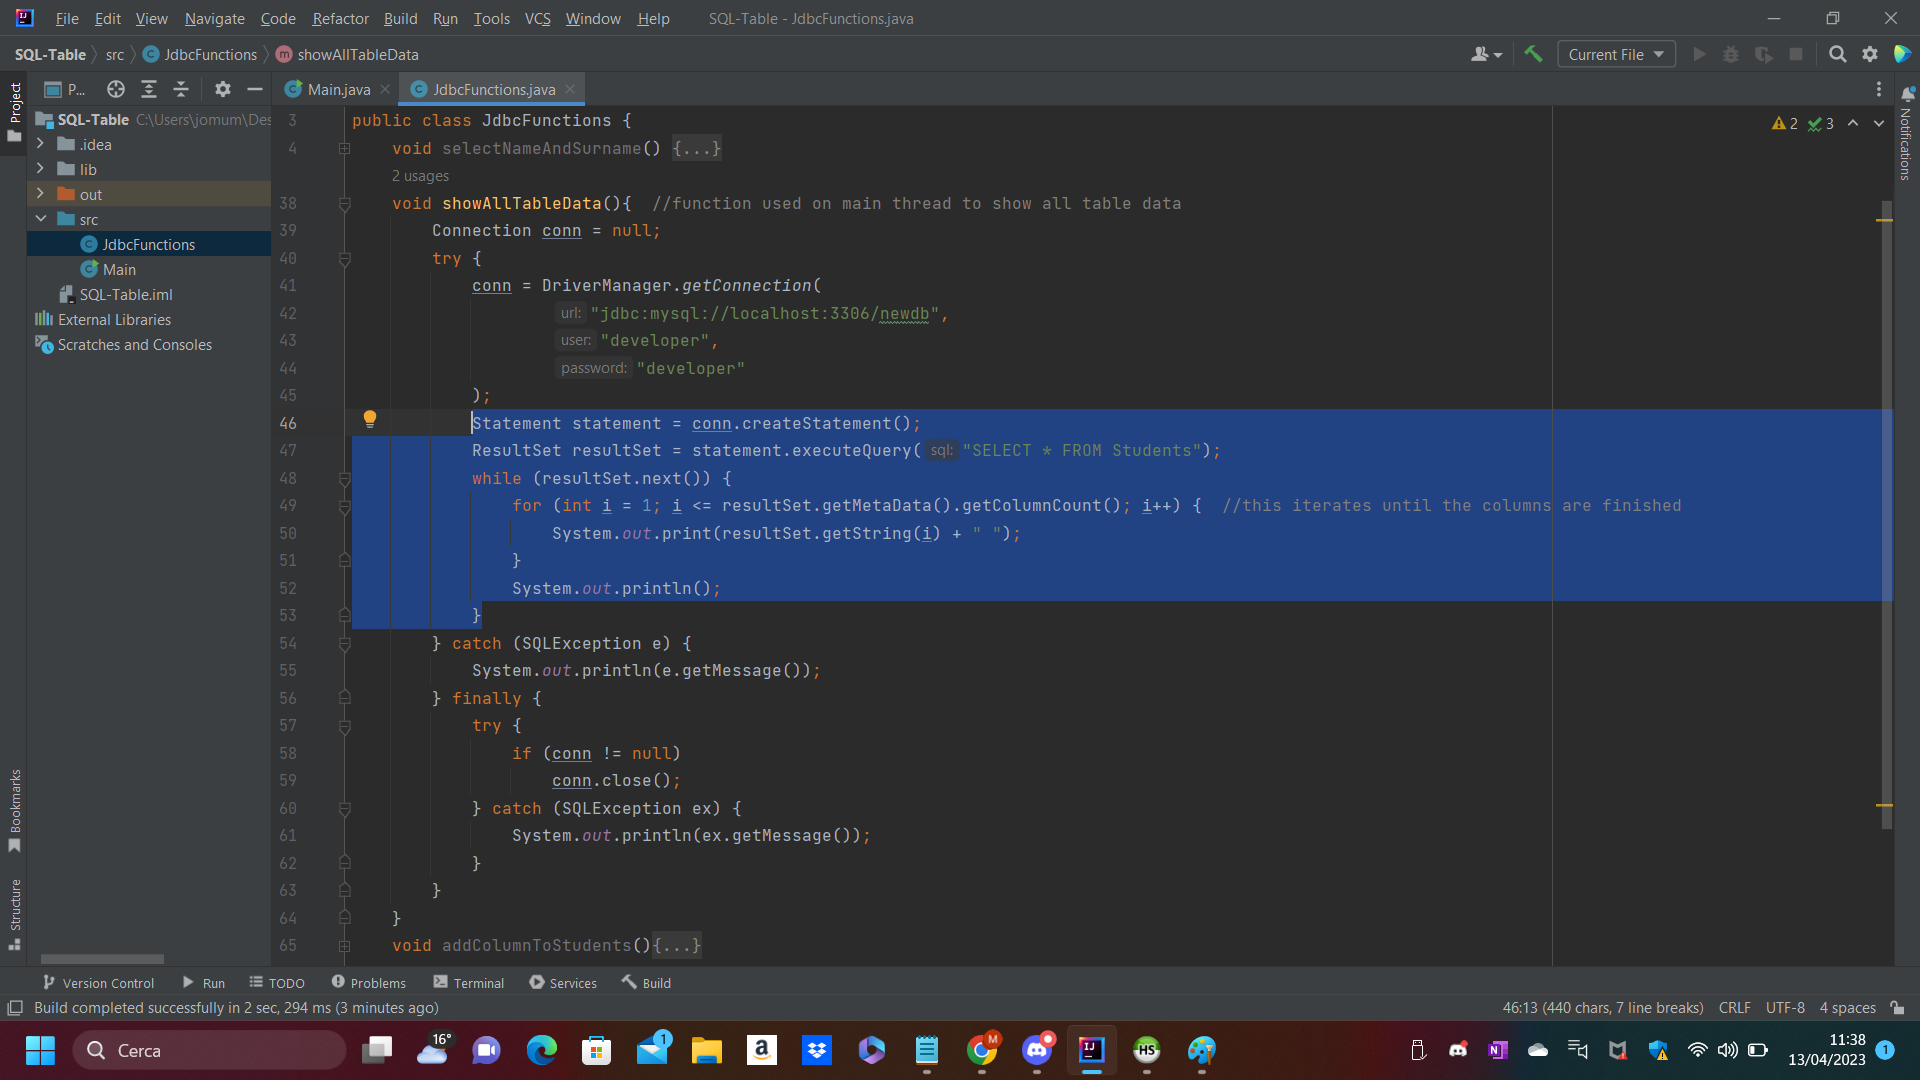 File Edit View Navigate Code Refactor Build Run Tools VCS Window Help SQL-Table - JdbcFunctions.java
SQL-Table src JdbcFunctions m showAllTableData Current File
Project P... Main.java JdbcFunctions.java Notifications
SQL-Table C:\Users\jomum\Des
.idea
lib
out
src
JdbcFunctions
Main
SQL-Table.iml
External Libraries
Scratches and Consoles
2 3
3 public class JdbcFunctions {
4 void selectNameAndSurname() {...}
2 usages
38 void showAllTableData(){ //function used on main thread to show all table data
39 Connection conn = null;
40 try {
41 conn = DriverManager.getConnection(
42 url: "jdbc:mysql://localhost:3306/newdb",
43 user: "developer",
44 password: "developer"
45 );
46 Statement statement = conn.createStatement();
47 ResultSet resultSet = statement.executeQuery( sql: "SELECT * FROM Students");
48 while (resultSet.next()) {
49 for (int i = 1; i <= resultSet.getMetaData().getColumnCount(); i++) { //this iterates until the columns are finished
50 System.out.print(resultSet.getString(i) + " ");
51 }
52 System.out.println();
53 }
54 } catch (SQLException e) {
55 System.out.println(e.getMessage());
56 } finally {
57 try {
58 if (conn != null)
59 conn.close();
60 } catch (SQLException ex) {
61 System.out.println(ex.getMessage());
62 }
63 }
64 }
65 void addColumnToStudents(){...}
Bookmarks
Structure
Version Control Run TODO Problems Terminal Services Build
Build completed successfully in 2 sec, 294 ms (3 minutes ago) 46:13 (440 chars, 7 line breaks) CRLF UTF-8 4 spaces
Cerca 16° 1 a M HS N 11:38
13/04/2023 1